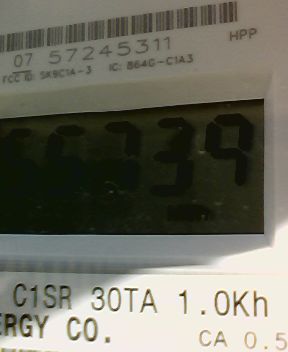 07 57245311
HPP
FCC ID: SK9C1A-3 IC: 864G-C1A3
56739
C1SR 30TA 1.0Kh
ERGY CO.
CA 0.5